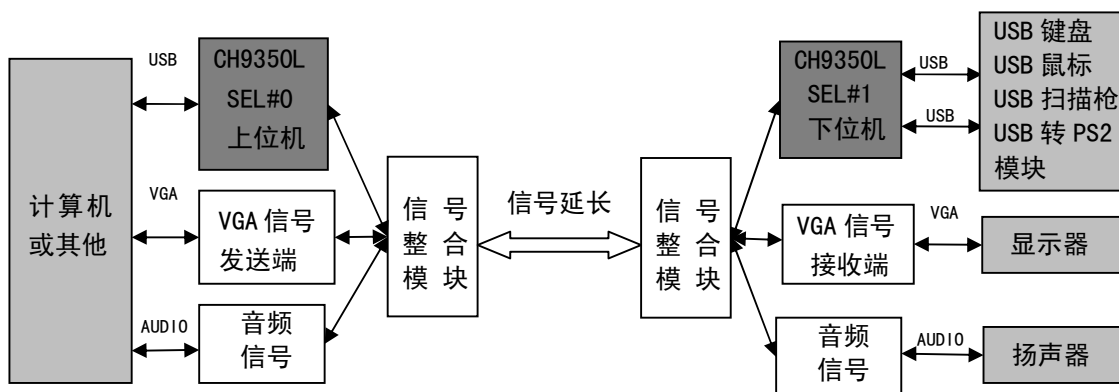 计算机
或其他
USB
CH9350L
SEL#0
上位机
VGA
VGA 信号
发送端
AUDIO
音频
信号
信 号
整 合
模 块
信号延长
信 号
整 合
模 块
CH9350L
SEL#1
下位机
USB
USB
USB 键盘
USB 鼠标
USB 扫描枪
USB 转 PS2
模块
VGA 信号
接收端
VGA
显示器
音频
信号
AUDIO
扬声器